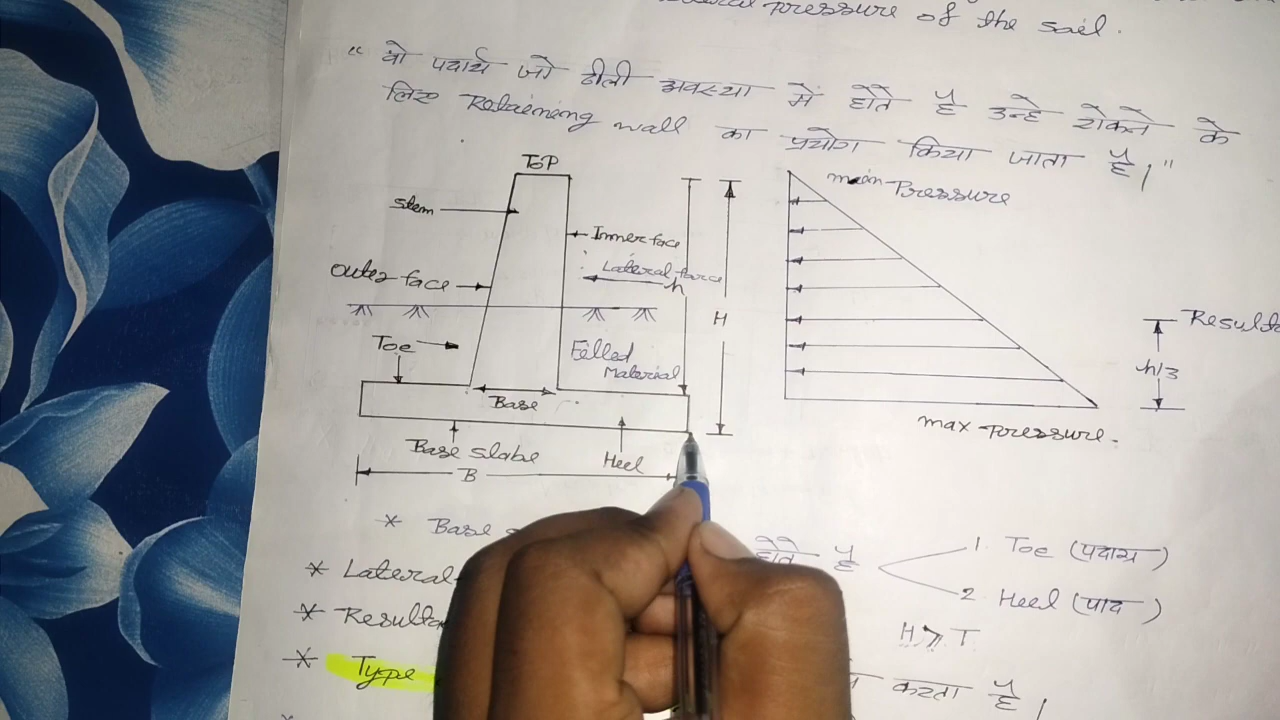 pressure of the soil.
" वो पदार्थ जो ढीली अवस्था में होते है उन्हे रोकने के
लिए Retaining wall का प्रयोग किया जाता है।"
TOP
Stem
Inner face
Outer face
Lateral force
h
H
Toe
Filled
Material
Base
Base slabe
Heel
B
min Pressure
h/3
max pressure.
* Base
होते है
1. Toe (पदाग्र)
2. Heel (पाद)
* Lateral
* Resulta
H > T
* Type
करता है।